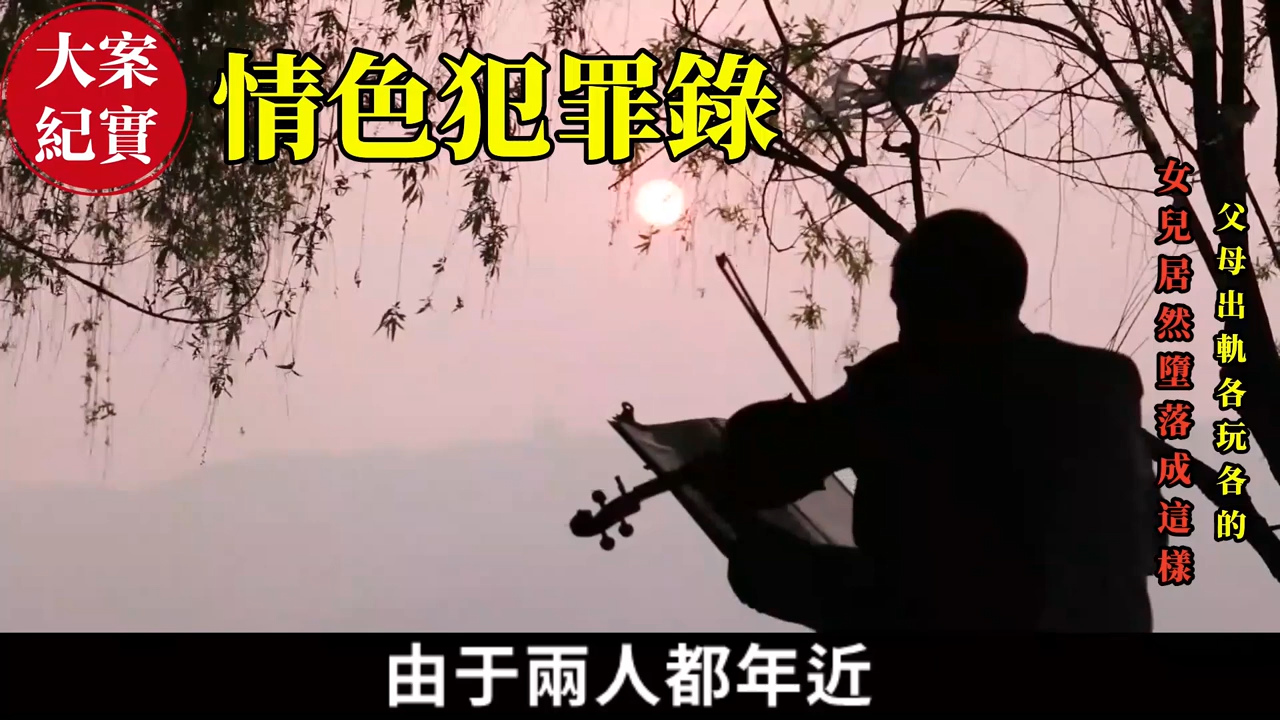 大案
紀實
情色犯罪錄
父母出軌各玩各的
女兒居然墮落成這樣
由于兩人都年近